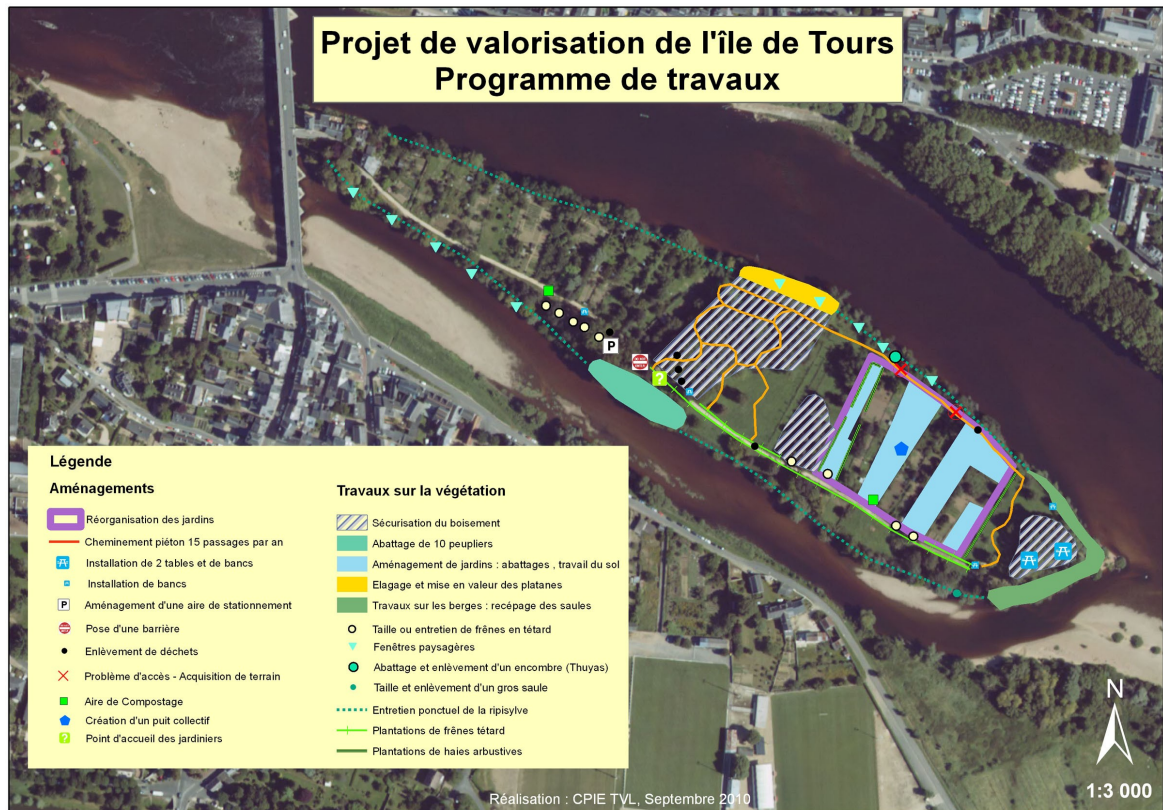 Projet de valorisation de l'île de Tours
Programme de travaux
P
?
Légende
Aménagements
Réorganisation des jardins
Cheminement piéton 15 passages par an
Installation de 2 tables et de bancs
Installation de bancs
P
Aménagement d'une aire de stationnement
Pose d'une barrière
Enlèvement de déchets
Problème d'accès - Acquisition de terrain
Aire de Compostage
Création d'un puit collectif
?
Point d'accueil des jardiniers
Travaux sur la végétation
Sécurisation du boisement
Abattage de 10 peupliers
Aménagement de jardins : abattages , travail du sol
Elagage et mise en valeur des platanes
Travaux sur les berges : recépage des saules
Taille ou entretien de frênes en tétard
Fenêtres paysagères
Abattage et enlèvement d'un encombre (Thuyas)
Taille et enlèvement d'un gros saule
Entretien ponctuel de la ripisylve
Plantations de frênes tétard
Plantations de haies arbustives
N
1:3 000
Réalisation : CPIE TVL, Septembre 2010